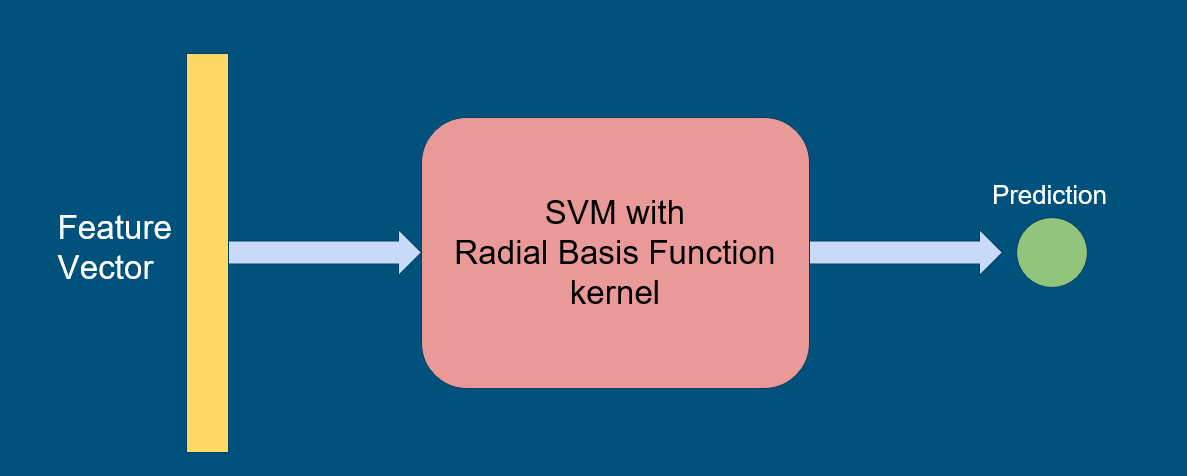 Feature
Vector
SVM with
Radial Basis Function
kernel
Prediction